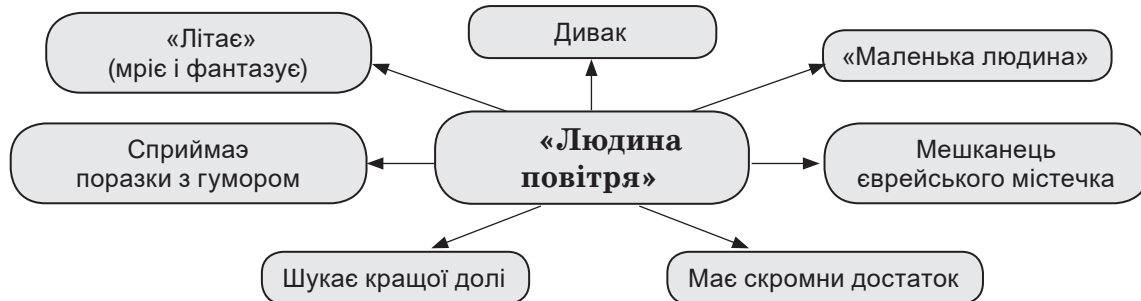 «Літає»
(мріє і фантазує)
Дивак
«Маленька людина»
Сприймаэ
поразки з гумором
«Людина
повітря»
Мешканець
єврейського містечка
Шукає кращої долі
Має скромни достаток